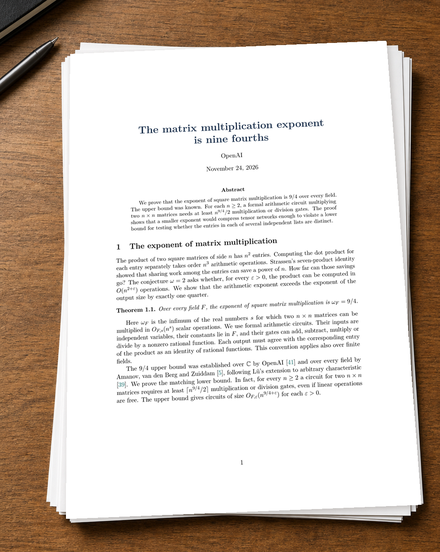 The matrix multiplication exponent
is nine fourths
OpenAI
November 24, 2026
Abstract
We prove that the exponent of square matrix multiplication is 9/4 over every field.
The upper bound was known. For each n ≥ 2, a formal arithmetic circuit multiplying
two n × n matrices needs at least n^{9/4}/2 multiplication or division gates. The proof
shows that a smaller exponent would compress tensor networks enough to violate a lower
bound for testing whether the entries in each of several independent lists are distinct.
1 The exponent of matrix multiplication
The product of two square matrices of side n has n² entries. Computing the dot product for
each entry separately takes order n³ arithmetic operations. Strassen's seven-product identity
showed that sharing work among the entries can save a power of n. How far can those savings
go? The conjecture ω = 2 asks whether, for every ε > 0, the product can be computed in
O(n^{2+ε}) operations. We show that the arithmetic exponent exceeds the exponent of the
output size by exactly one quarter.
Theorem 1.1. Over every field F, the exponent of square matrix multiplication is ω_F = 9/4.
Here ω_F is the infimum of the real numbers s for which two n × n matrices can be
multiplied in O_{F,s}(n^s) scalar operations. We use formal arithmetic circuits. Their inputs are
independent variables, their constants lie in F, and their gates can add, subtract, multiply or
divide by a nonzero rational function. Each output must agree with the corresponding entry
of the product as an identity of rational functions. This convention applies also over finite
fields.
The 9/4 upper bound was established over ℂ by OpenAI [41] and over every field by
Amanov, van den Berg and Zuiddam [5], following Lü's extension to arbitrary characteristic
[39]. We prove the matching lower bound. In fact, for every n ≥ 2 a circuit for two n × n
matrices requires at least ⌈n^{9/4}/2⌉ multiplication or division gates, even if linear operations
are free. The upper bound gives circuits of size O_{F,ε}(n^{9/4+ε}) for each ε > 0.
1